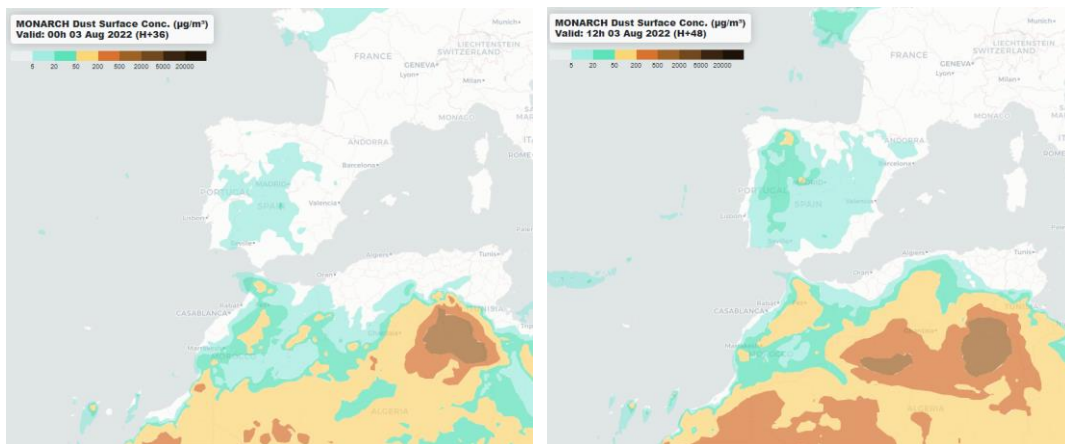 MONARCH Dust Surface Conc. (µg/m³)
Valid: 00h 03 Aug 2022 (H+36)
5 20 50 200 500 2000 5000 20000
Munich
LIECHTENSTEIN
FRANCE
SWITZERLAND
GENEVA
Lyon
Milan
MONACO
ANDORRA
ROME
Barcelona
PORTUGAL
MADRID
SPAIN
Valencia
Lisbon
Seville
Algiers
Tunis
Oran
Rabat
CASABLANCA
ALGERIA
MONARCH Dust Surface Conc. (µg/m³)
Valid: 12h 03 Aug 2022 (H+48)
5 20 50 200 500 2000 5000 20000
Munich
LIECHTENSTEIN
FRANCE
SWITZERLAND
GENEVA
Lyon
Milan
MONACO
ANDORRA
ROME
Barcelona
PORTUGAL
MADRID
SPAIN
Valencia
Lisbon
Algiers
Tunis
Oran
Rabat
CASABLANCA
ALGERIA